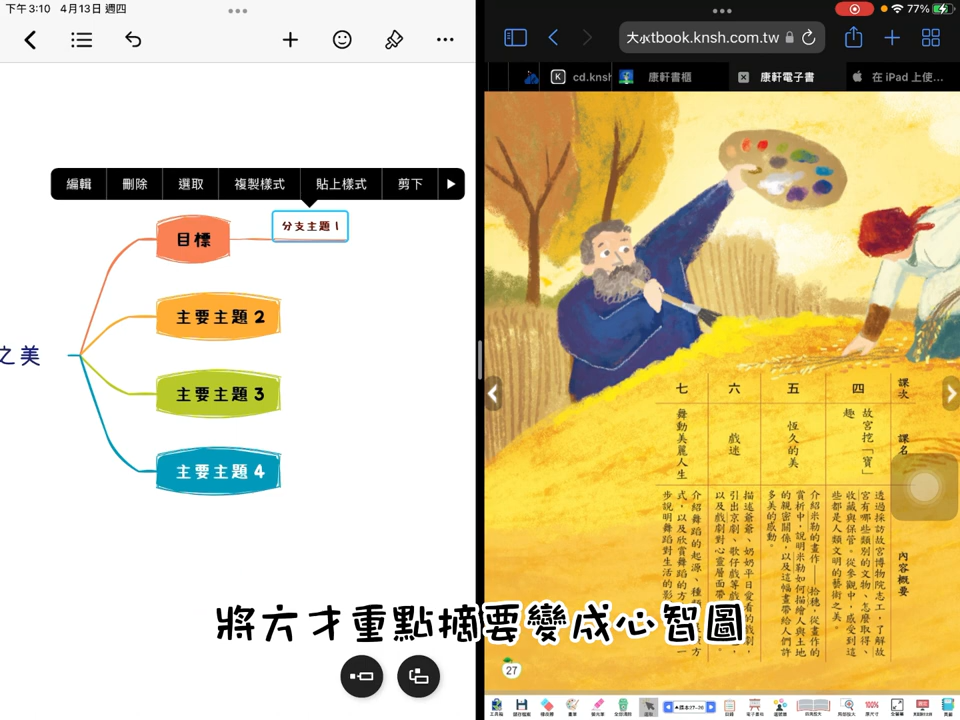 下午3:10 4月13日 週四
77%
tbook.knsh.com.tw
K cd.knsh
康軒書櫃
康軒電子書
在 iPad 上使…
編輯 刪除 選取 複製樣式 貼上樣式 剪下
之美
目標
分支主題 1
主要主題 2
主要主題 3
主要主題 4
課次
課名
內容概要
四
故宮挖「寶」
趣
透過採訪故宮博物院志工,了解故
宮有哪些類別的文物、怎麼取得、
收藏與保管。從參觀中,感受到這
些都是人類文明的藝術之美。
五
恆久的美
介紹米勒的畫作——拾穗,從畫作的
賞析中,說明米勒如何描繪人與土地
的親密關係,以及這幅畫帶給人們許
多美的感動。
六
戲迷
描述爺爺、奶奶平日愛看的戲劇,
引出京劇、歌仔戲等戲
以及戲劇對心靈層面帶
七
舞動美麗人生
介紹舞蹈的起源、種
式,以及欣賞舞蹈的方
步說明舞蹈對生活的影
將方才重點摘要變成心智圖
27